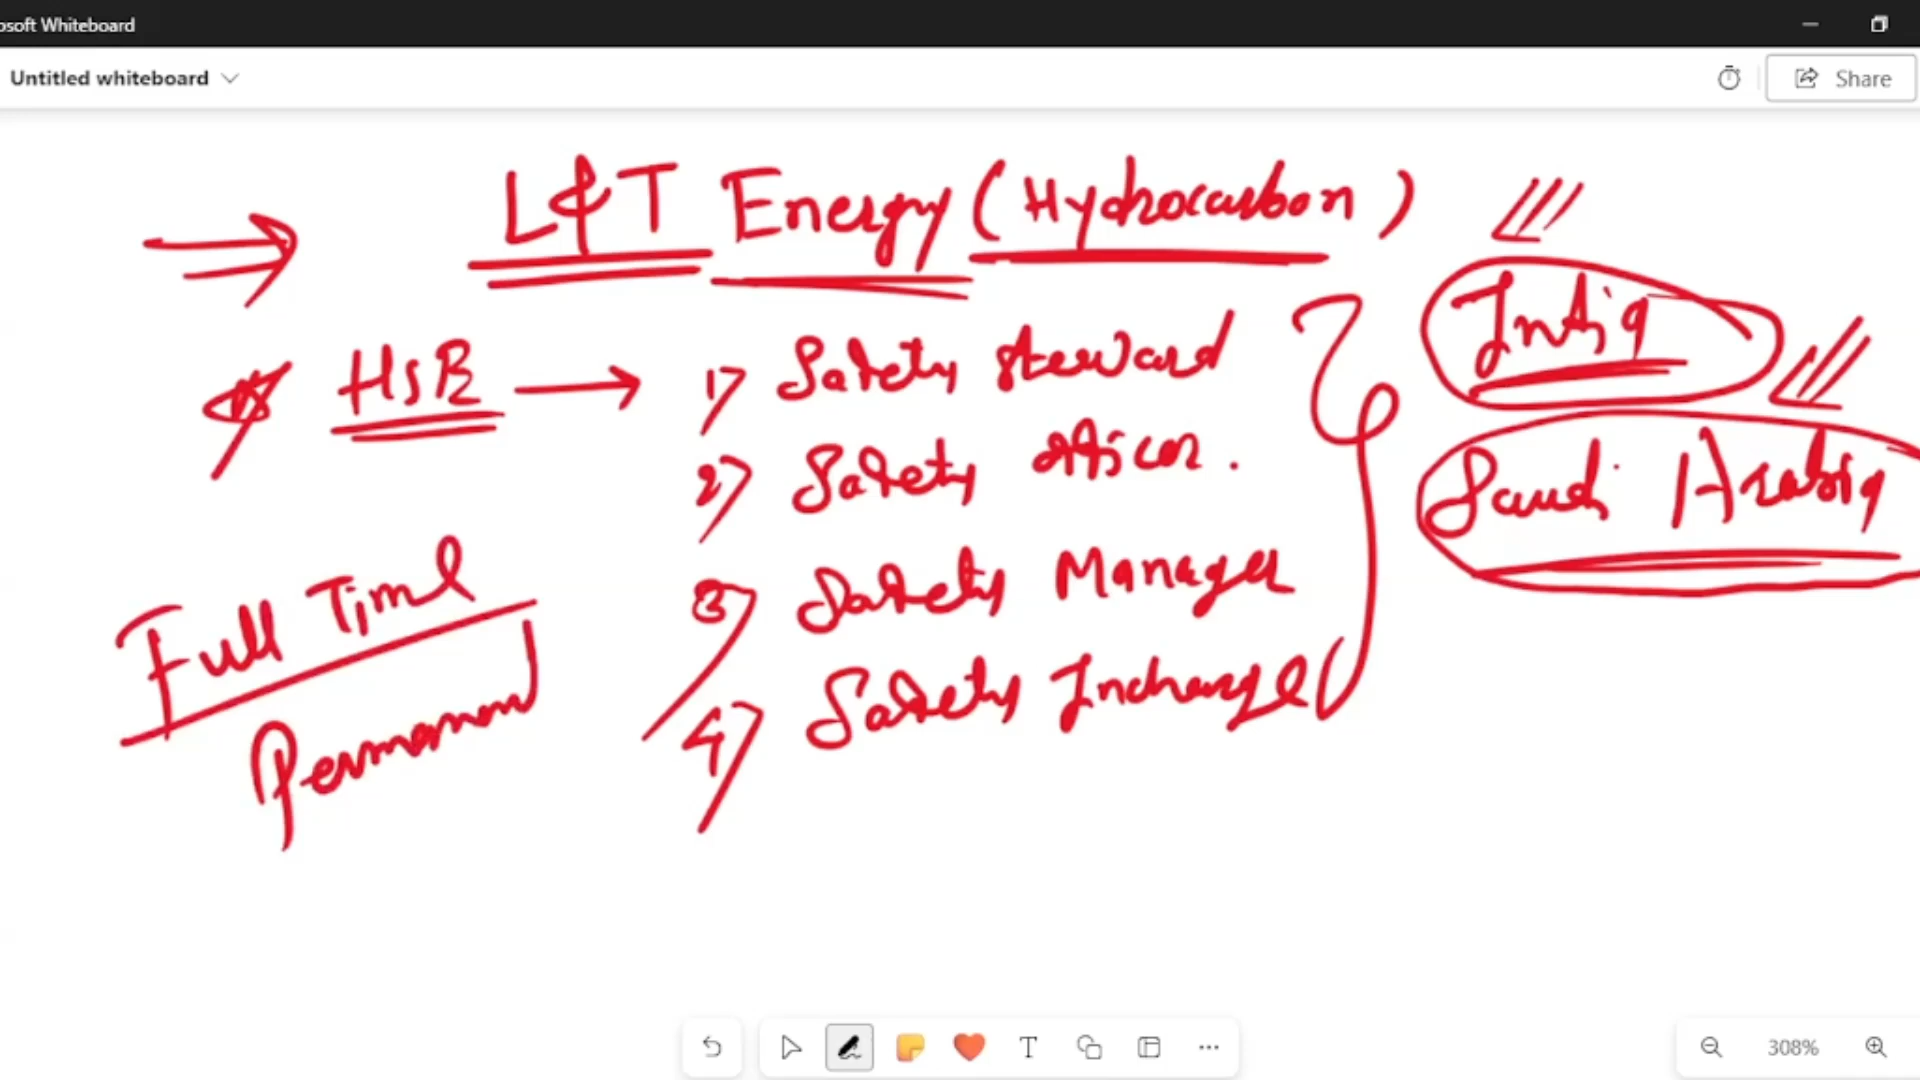 osoft Whiteboard
Untitled whiteboard
Share
L&T Energy (Hydrocarbon)
HSE
1) Safety Steward
2) Safety Officer.
3) Safety Manager
4) Safety Incharge
India
Saudi Arabia
Full Time
Permanent
T
308%